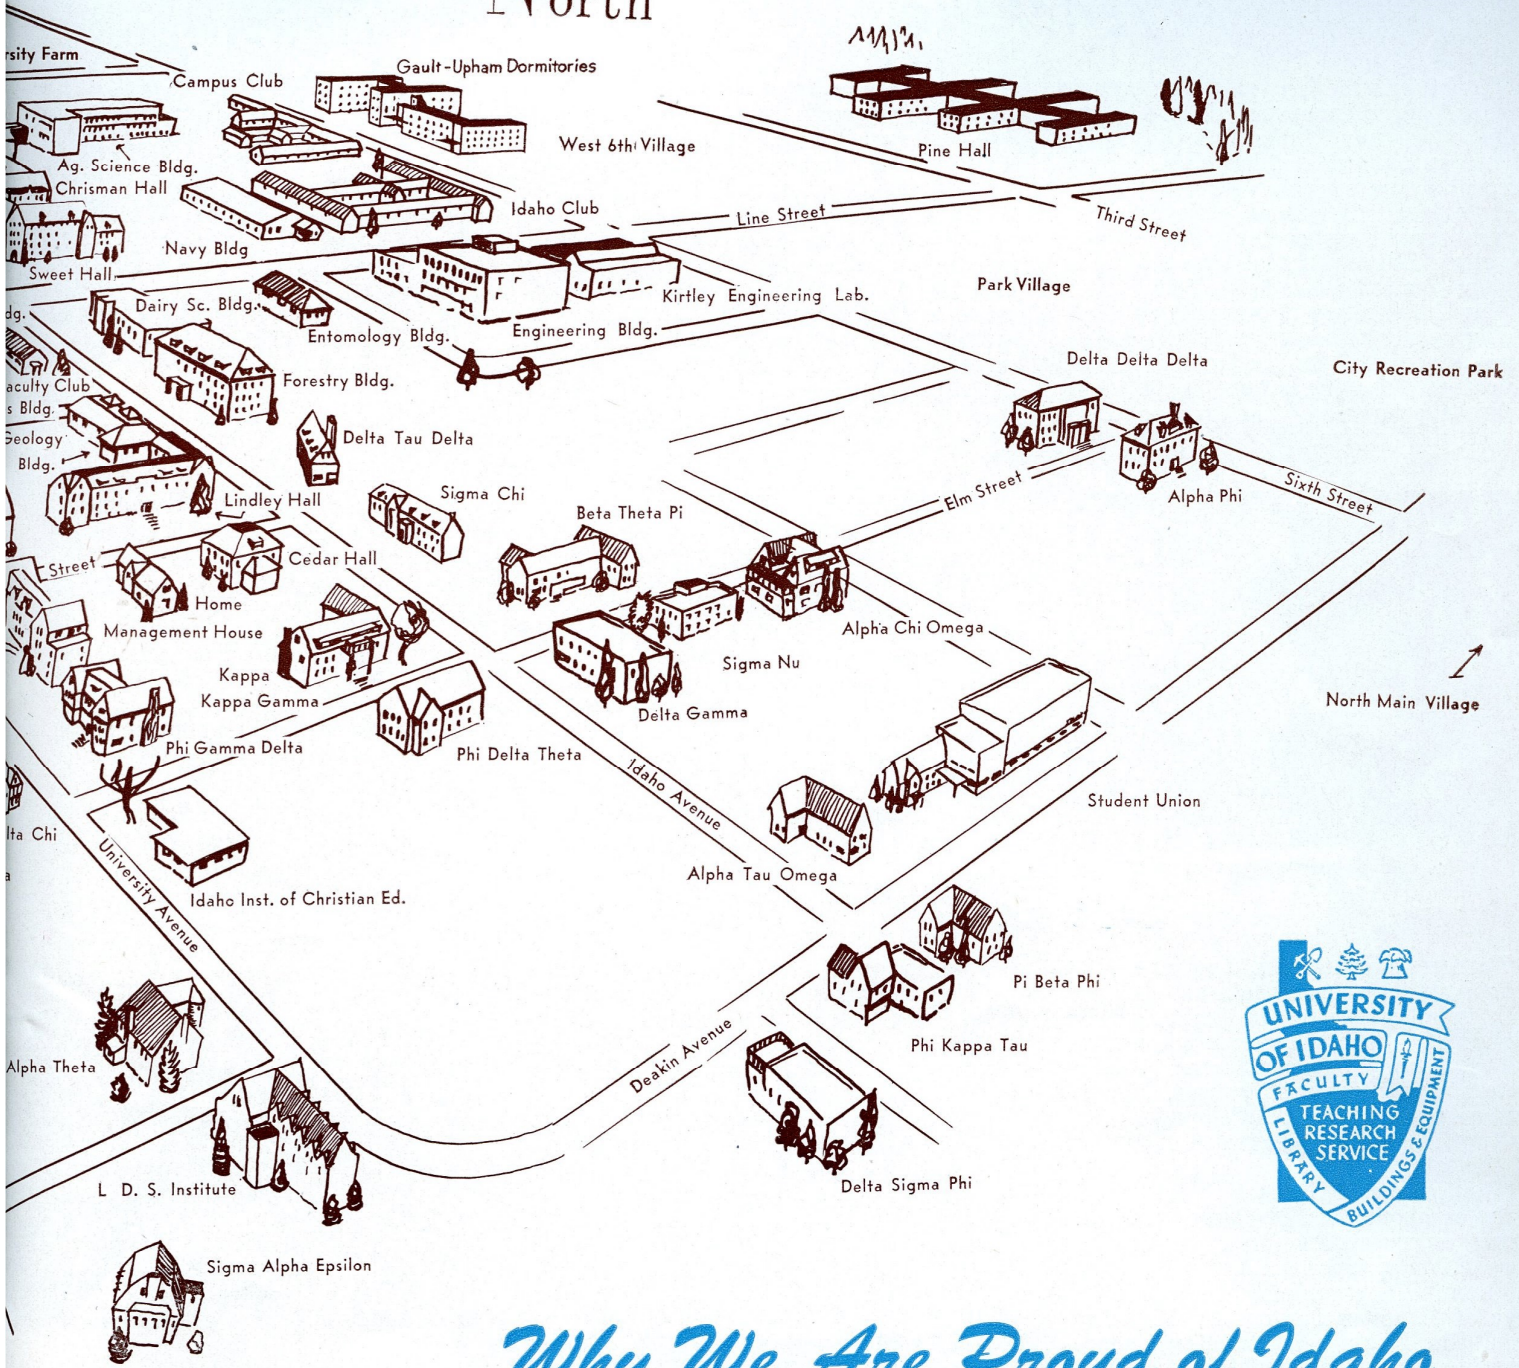 North
rsity Farm
Campus Club
Gault-Upham Dormitories
West 6th Village
Pine Hall
Ag. Science Bldg.
Chrisman Hall
Idaho Club
Line Street
Third Street
Navy Bldg
Sweet Hall
Park Village
Kirtley Engineering Lab.
Dairy Sc. Bldg.
dg.
Entomology Bldg.
Engineering Bldg.
Delta Delta Delta
City Recreation Park
aculty Club
Forestry Bldg.
s Bldg.
Geology
Bldg.
Delta Tau Delta
Lindley Hall
Sigma Chi
Elm Street
Sixth Street
Alpha Phi
Beta Theta Pi
Cedar Hall
Street
Home
Management House
Alpha Chi Omega
Sigma Nu
Kappa
Kappa Gamma
Delta Gamma
North Main Village
Phi Gamma Delta
Phi Delta Theta
Idaho Avenue
Student Union
lta Chi
a
University Avenue
Alpha Tau Omega
Idaho Inst. of Christian Ed.
Pi Beta Phi
Phi Kappa Tau
Deakin Avenue
Alpha Theta
UNIVERSITY
OF IDAHO
FACULTY
LIBRARY
BUILDINGS & EQUIPMENT
TEACHING
RESEARCH
SERVICE
L D. S. Institute
Delta Sigma Phi
Sigma Alpha Epsilon
Why We Are Proud of Idaho